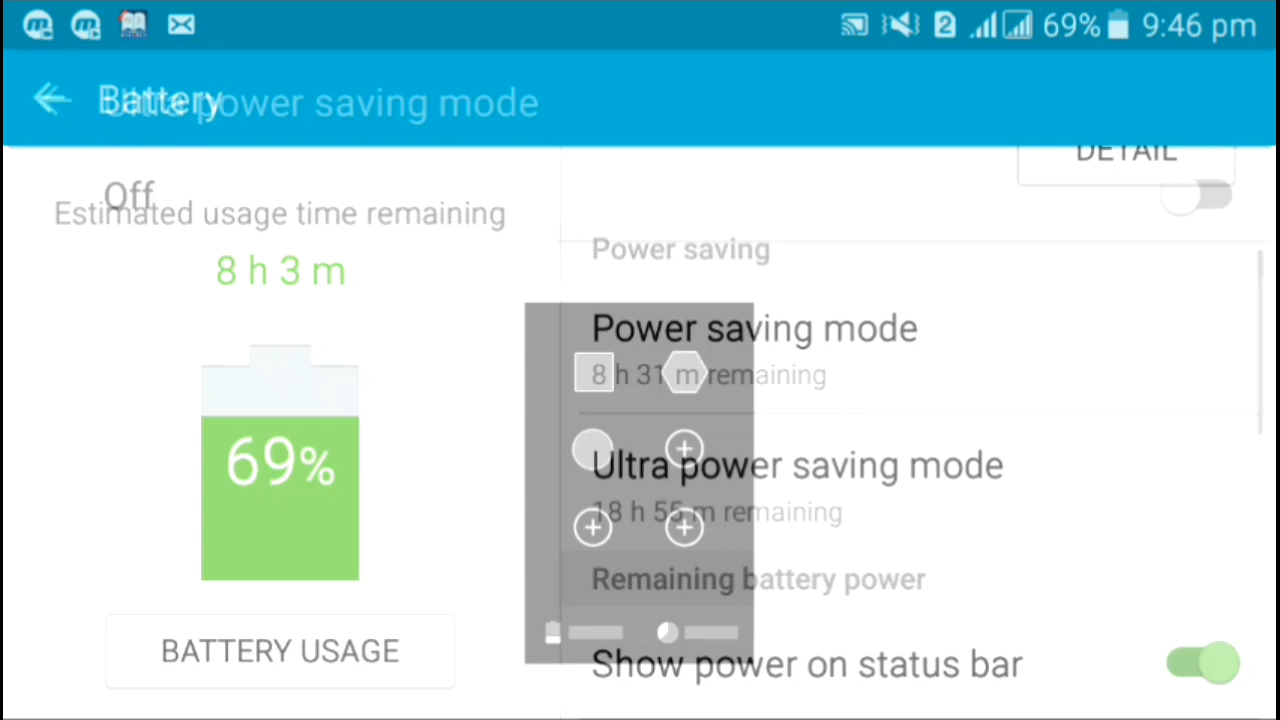 69% 9:46 pm
Battery
Ultra power saving mode
DETAIL
Off
Estimated usage time remaining
8 h 3 m
69%
BATTERY USAGE
Power saving
Power saving mode
8 h 31 m remaining
Ultra power saving mode
18 h 55 m remaining
Remaining battery power
Show power on status bar